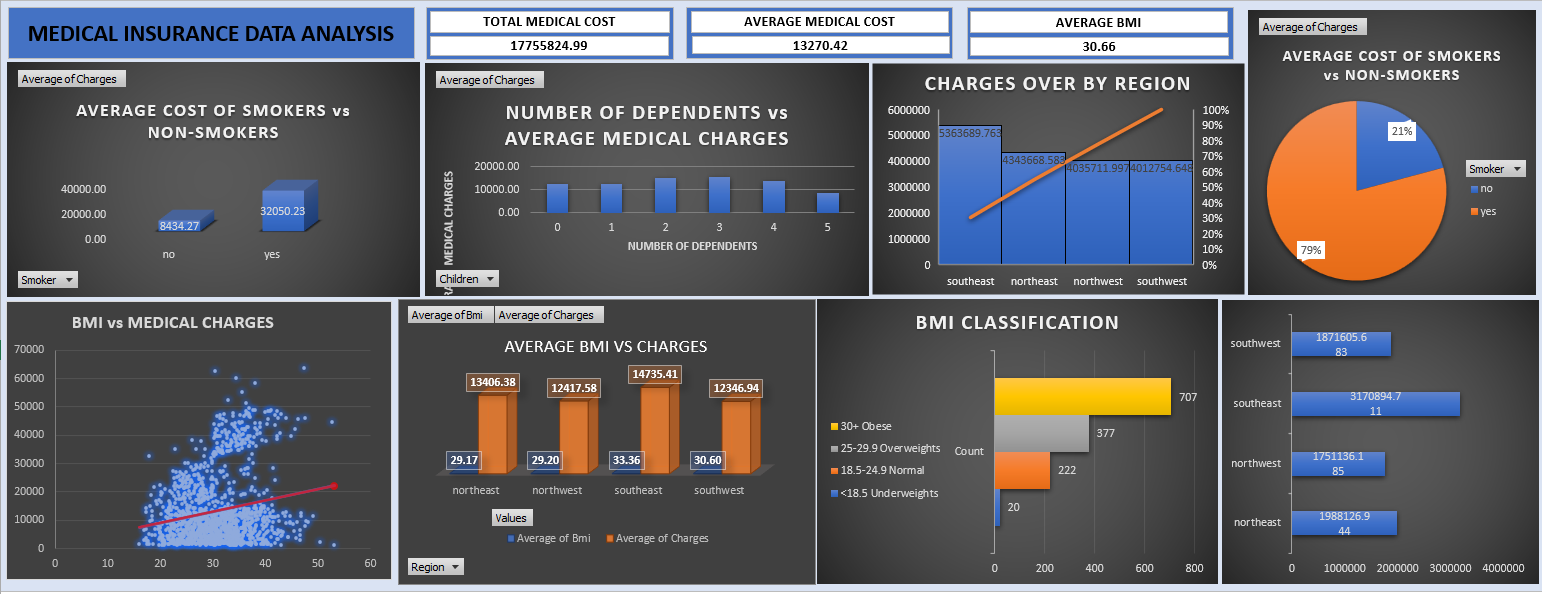 MEDICAL INSURANCE DATA ANALYSIS
TOTAL MEDICAL COST
17755824.99
AVERAGE MEDICAL COST
13270.42
AVERAGE BMI
30.66
Average of Charges
AVERAGE COST OF SMOKERS vs
NON-SMOKERS
40000.00
20000.00
0.00
8434.27
32050.23
no
yes
Smoker
Average of Charges
NUMBER OF DEPENDENTS vs
AVERAGE MEDICAL CHARGES
MEDICAL CHARGES
20000.00
10000.00
0.00
0 1 2 3 4 5
NUMBER OF DEPENDENTS
Children
CHARGES OVER BY REGION
6000000
5000000
4000000
3000000
2000000
1000000
0
5363689.763
4343668.583
4035711.997
4012754.648
100%
90%
80%
70%
60%
50%
40%
30%
20%
10%
0%
southeast northeast northwest southwest
Average of Charges
AVERAGE COST OF SMOKERS
vs NON-SMOKERS
21%
79%
Smoker
no
yes
BMI vs MEDICAL CHARGES
70000
60000
50000
40000
30000
20000
10000
0
0 10 20 30 40 50 60
Average of Bmi
Average of Charges
AVERAGE BMI VS CHARGES
13406.38
12417.58
14735.41
12346.94
29.17
29.20
33.36
30.60
northeast northwest southeast southwest
Values
Average of Bmi
Average of Charges
Region
BMI CLASSIFICATION
30+ Obese
25-29.9 Overweights
18.5-24.9 Normal
<18.5 Underweights
Count
707
377
222
20
0 200 400 600 800
southwest
1871605.6
83
southeast
3170894.7
11
northwest
1751136.1
85
northeast
1988126.9
44
0 1000000 2000000 3000000 4000000